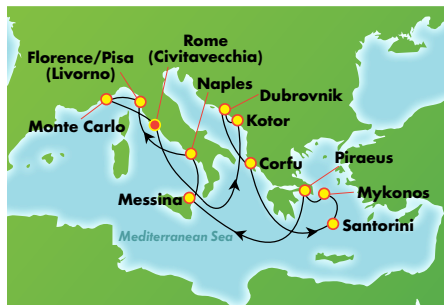 Rome
(Civitavecchia)
Florence/Pisa
(Livorno)
Naples
Dubrovnik
Monte Carlo
Kotor
Corfu
Piraeus
Messina
Mykonos
Santorini
Mediterranean Sea